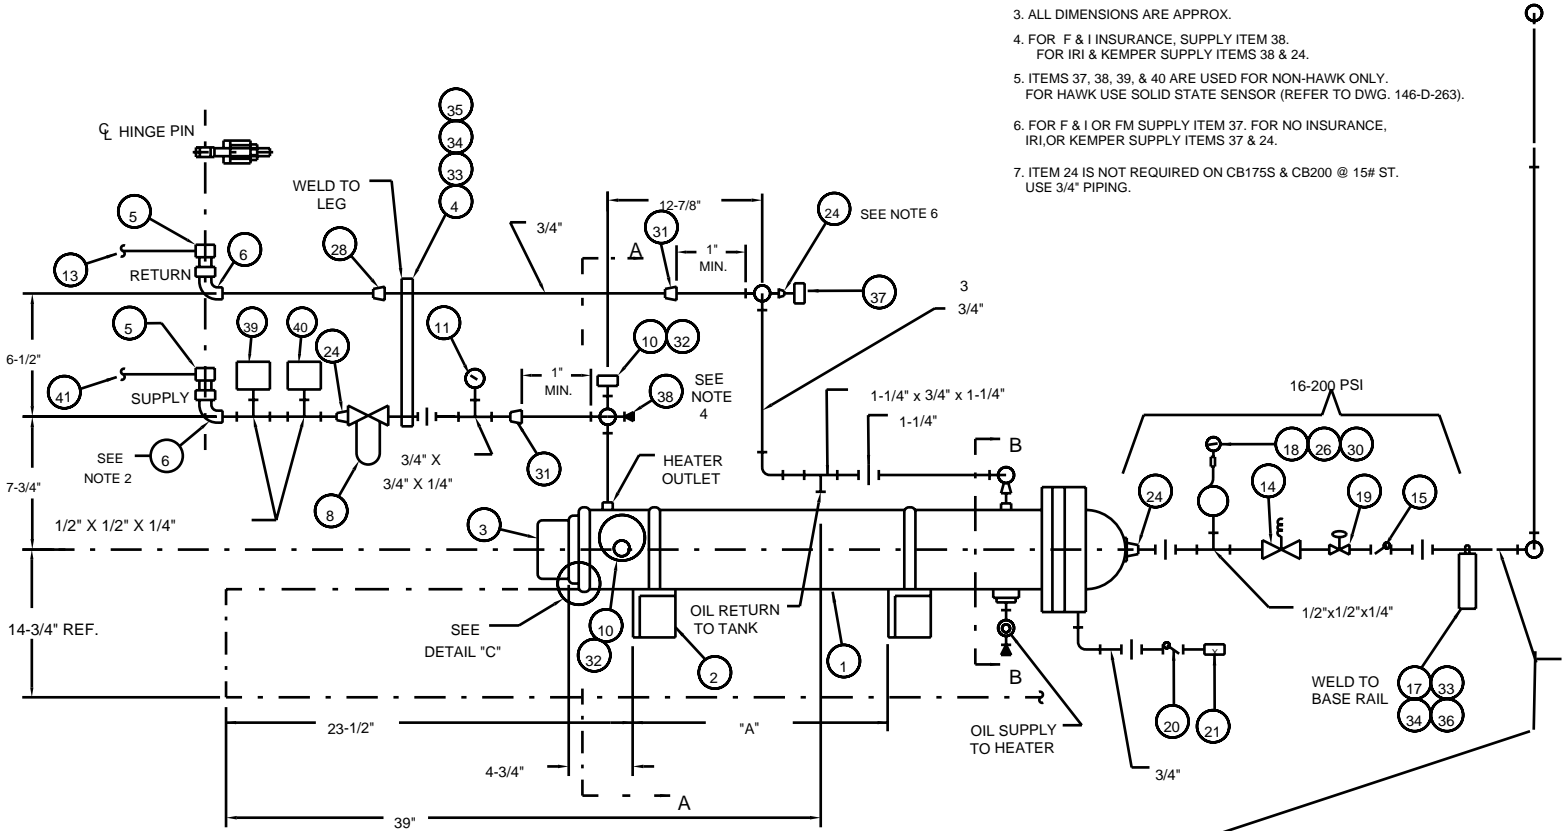 3. ALL DIMENSIONS ARE APPROX.
4. FOR F & I INSURANCE, SUPPLY ITEM 38.
FOR IRI & KEMPER SUPPLY ITEMS 38 & 24.
5. ITEMS 37, 38, 39, & 40 ARE USED FOR NON-HAWK ONLY.
FOR HAWK USE SOLID STATE SENSOR (REFER TO DWG. 146-D-263).
6. FOR F & I OR FM SUPPLY ITEM 37. FOR NO INSURANCE,
IRI,OR KEMPER SUPPLY ITEMS 37 & 24.
7. ITEM 24 IS NOT REQUIRED ON CB175S & CB200 @ 15# ST.
USE 3/4" PIPING.
℄ HINGE PIN
WELD TO
LEG
35
34
33
4
12-7/8"
5
6
28
3/4"
31
A
1"
MIN.
24
SEE NOTE 6
13
RETURN
37
3
3/4"
5
39
40
24
11
10
32
6-1/2"
1"
MIN.
38
SEE
NOTE
4
41
SUPPLY
SEE
NOTE 2
6
8
3/4" X
3/4" X 1/4"
31
HEATER
OUTLET
1-1/4" x 3/4" x 1-1/4"
1-1/4"
B
16-200 PSI
18
26
30
14
19
15
24
7-3/4"
1/2" X 1/2" X 1/4"
3
14-3/4" REF.
SEE
DETAIL "C"
10
32
2
OIL RETURN
TO TANK
1
B
OIL SUPPLY
TO HEATER
1/2"x1/2"x1/4"
x
20
21
3/4"
WELD TO
BASE RAIL
17
33
34
36
23-1/2"
"A"
4-3/4"
A
39"